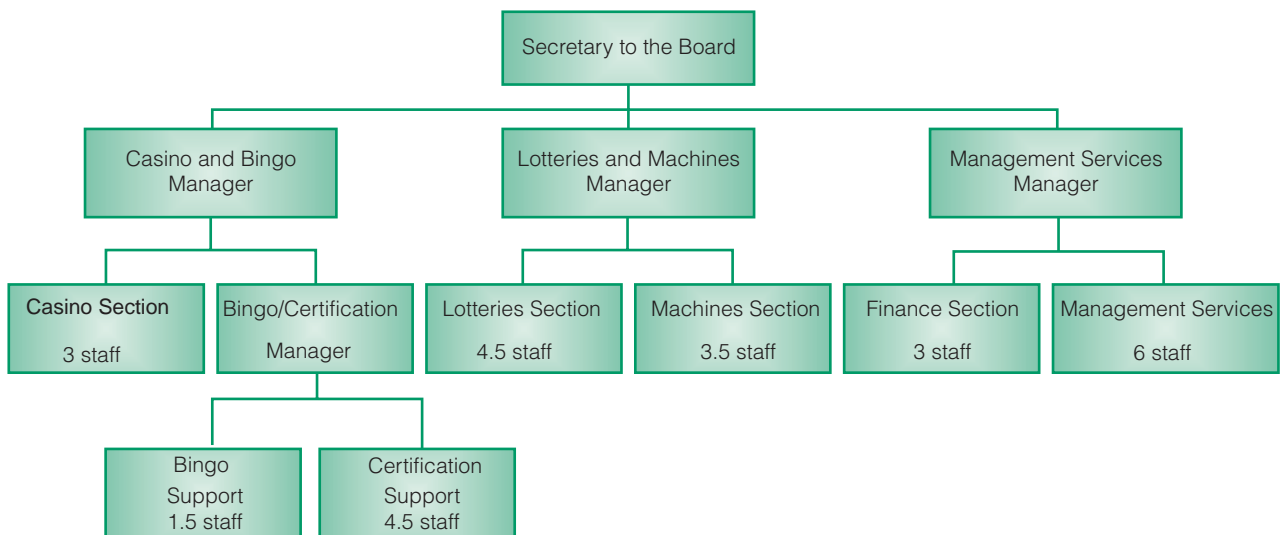 Secretary to the Board
Casino and Bingo
Manager
Lotteries and Machines
Manager
Management Services
Manager
Casino Section
3 staff
Bingo/Certification
Manager
Lotteries Section
4.5 staff
Machines Section
3.5 staff
Finance Section
3 staff
Management Services
6 staff
Bingo
Support
1.5 staff
Certification
Support
4.5 staff